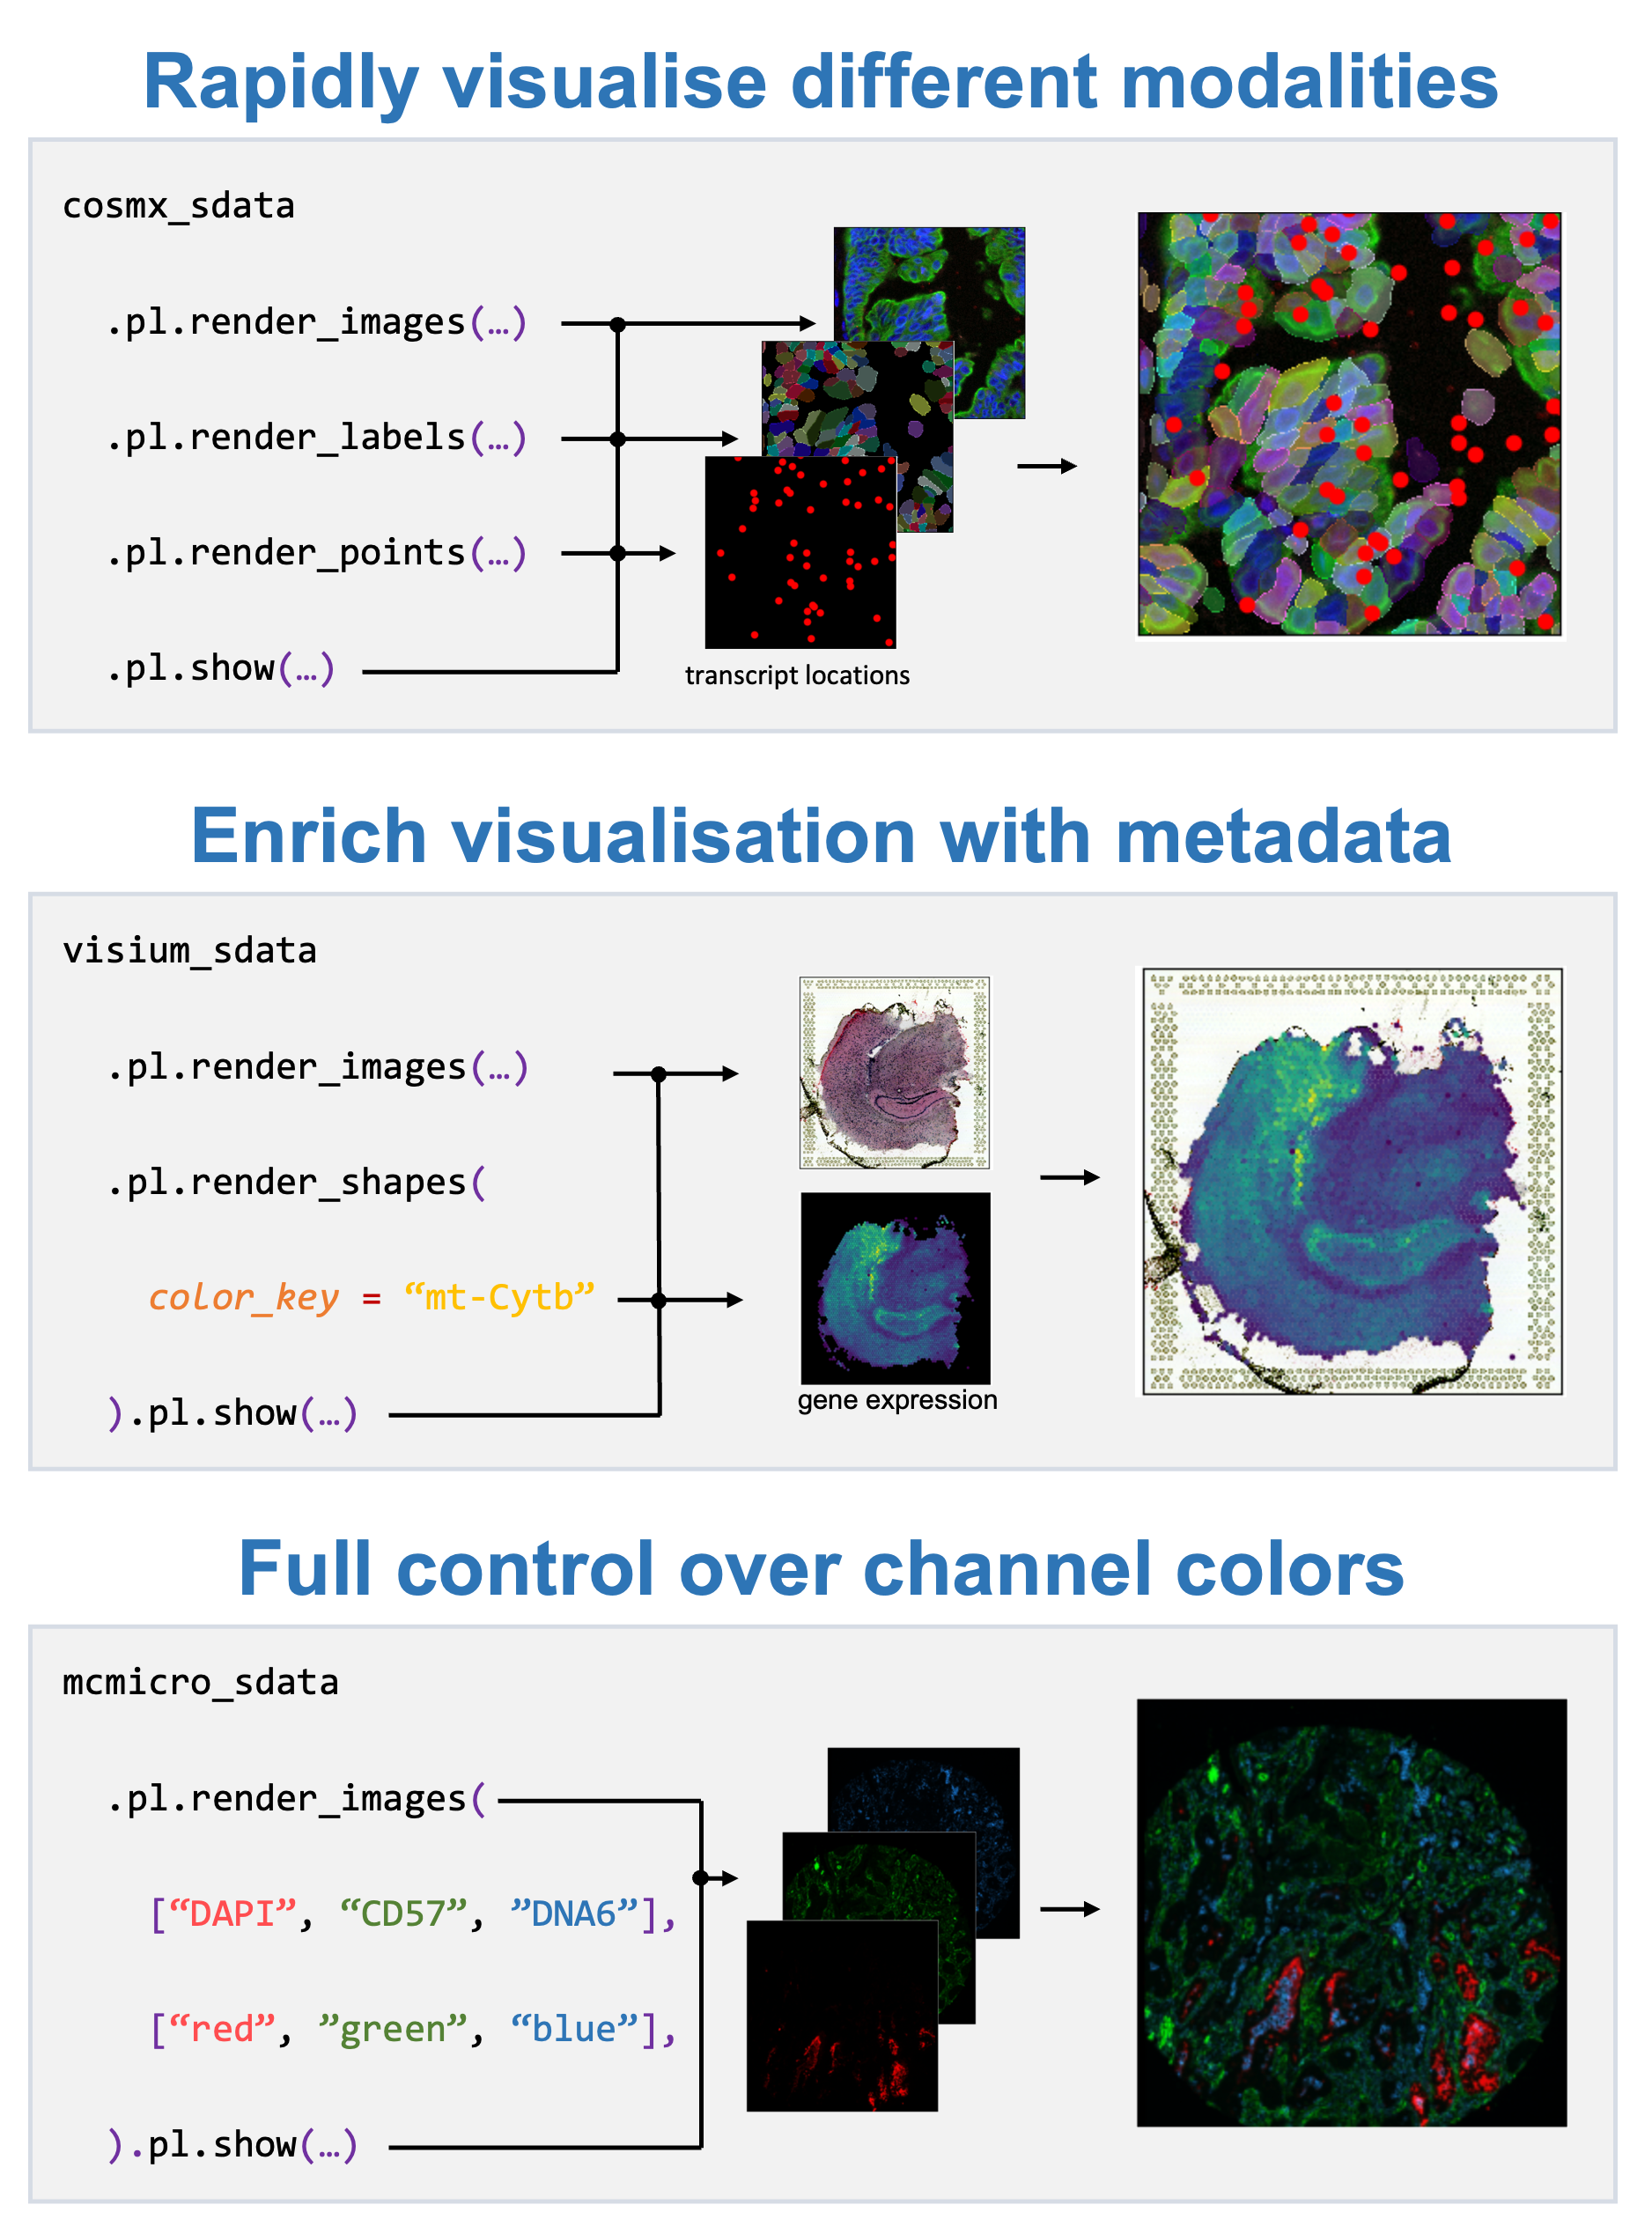 Rapidly visualise different modalities
cosmx_sdata
.pl.render_images(…)
.pl.render_labels(…)
.pl.render_points(…)
.pl.show(…)
transcript locations
Enrich visualisation with metadata
visium_sdata
.pl.render_images(…)
.pl.render_shapes(
color_key = “mt-Cytb”
).pl.show(…)
gene expression
Full control over channel colors
mcmicro_sdata
.pl.render_images(
[“DAPI”, “CD57”, ”DNA6”],
[“red”, ”green”, “blue”],
).pl.show(…)